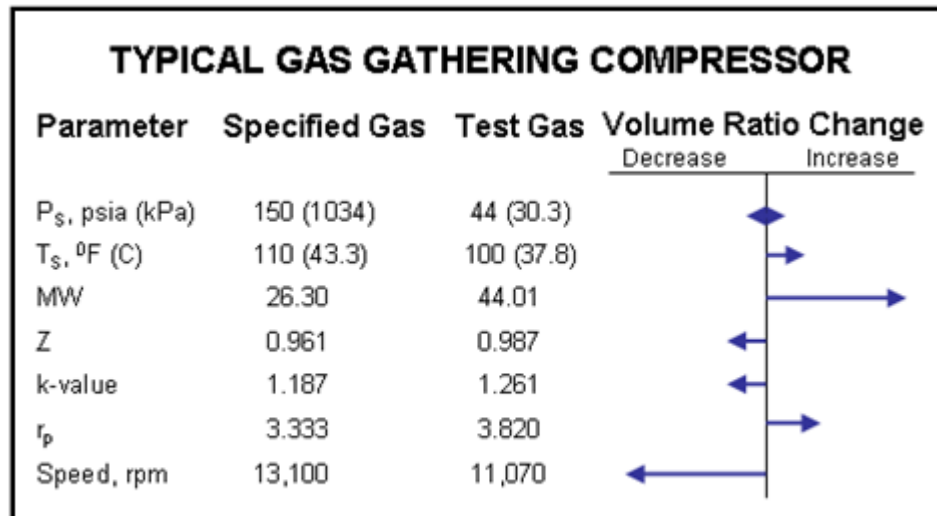 TYPICAL GAS GATHERING COMPRESSOR
Parameter Specified Gas Test Gas Volume Ratio Change
Decrease Increase
Ps, psia (kPa) 150 (1034) 44 (30.3)
Ts, ⁰F (C) 110 (43.3) 100 (37.8)
MW 26.30 44.01
Z 0.961 0.987
k-value 1.187 1.261
rp 3.333 3.820
Speed, rpm 13,100 11,070